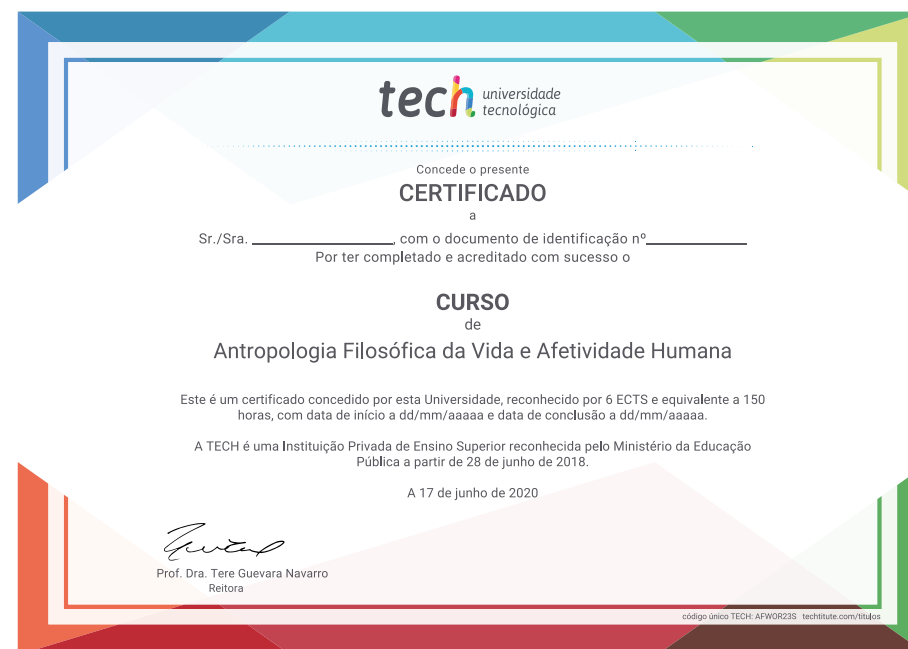 tech universidade
tecnológica
Concede o presente
CERTIFICADO
a
Sr./Sra. ____________________, com o documento de identificação nº______________
Por ter completado e acreditado com sucesso o
CURSO
de
Antropologia Filosófica da Vida e Afetividade Humana
Este é um certificado concedido por esta Universidade, reconhecido por 6 ECTS e equivalente a 150
horas, com data de início a dd/mm/aaaaa e data de conclusão a dd/mm/aaaaa.
A TECH é uma Instituição Privada de Ensino Superior reconhecida pelo Ministério da Educação
Pública a partir de 28 de junho de 2018.
A 17 de junho de 2020
Prof. Dra. Tere Guevara Navarro
Reitora
código único TECH: AFWOR23S techtitute.com/titulos